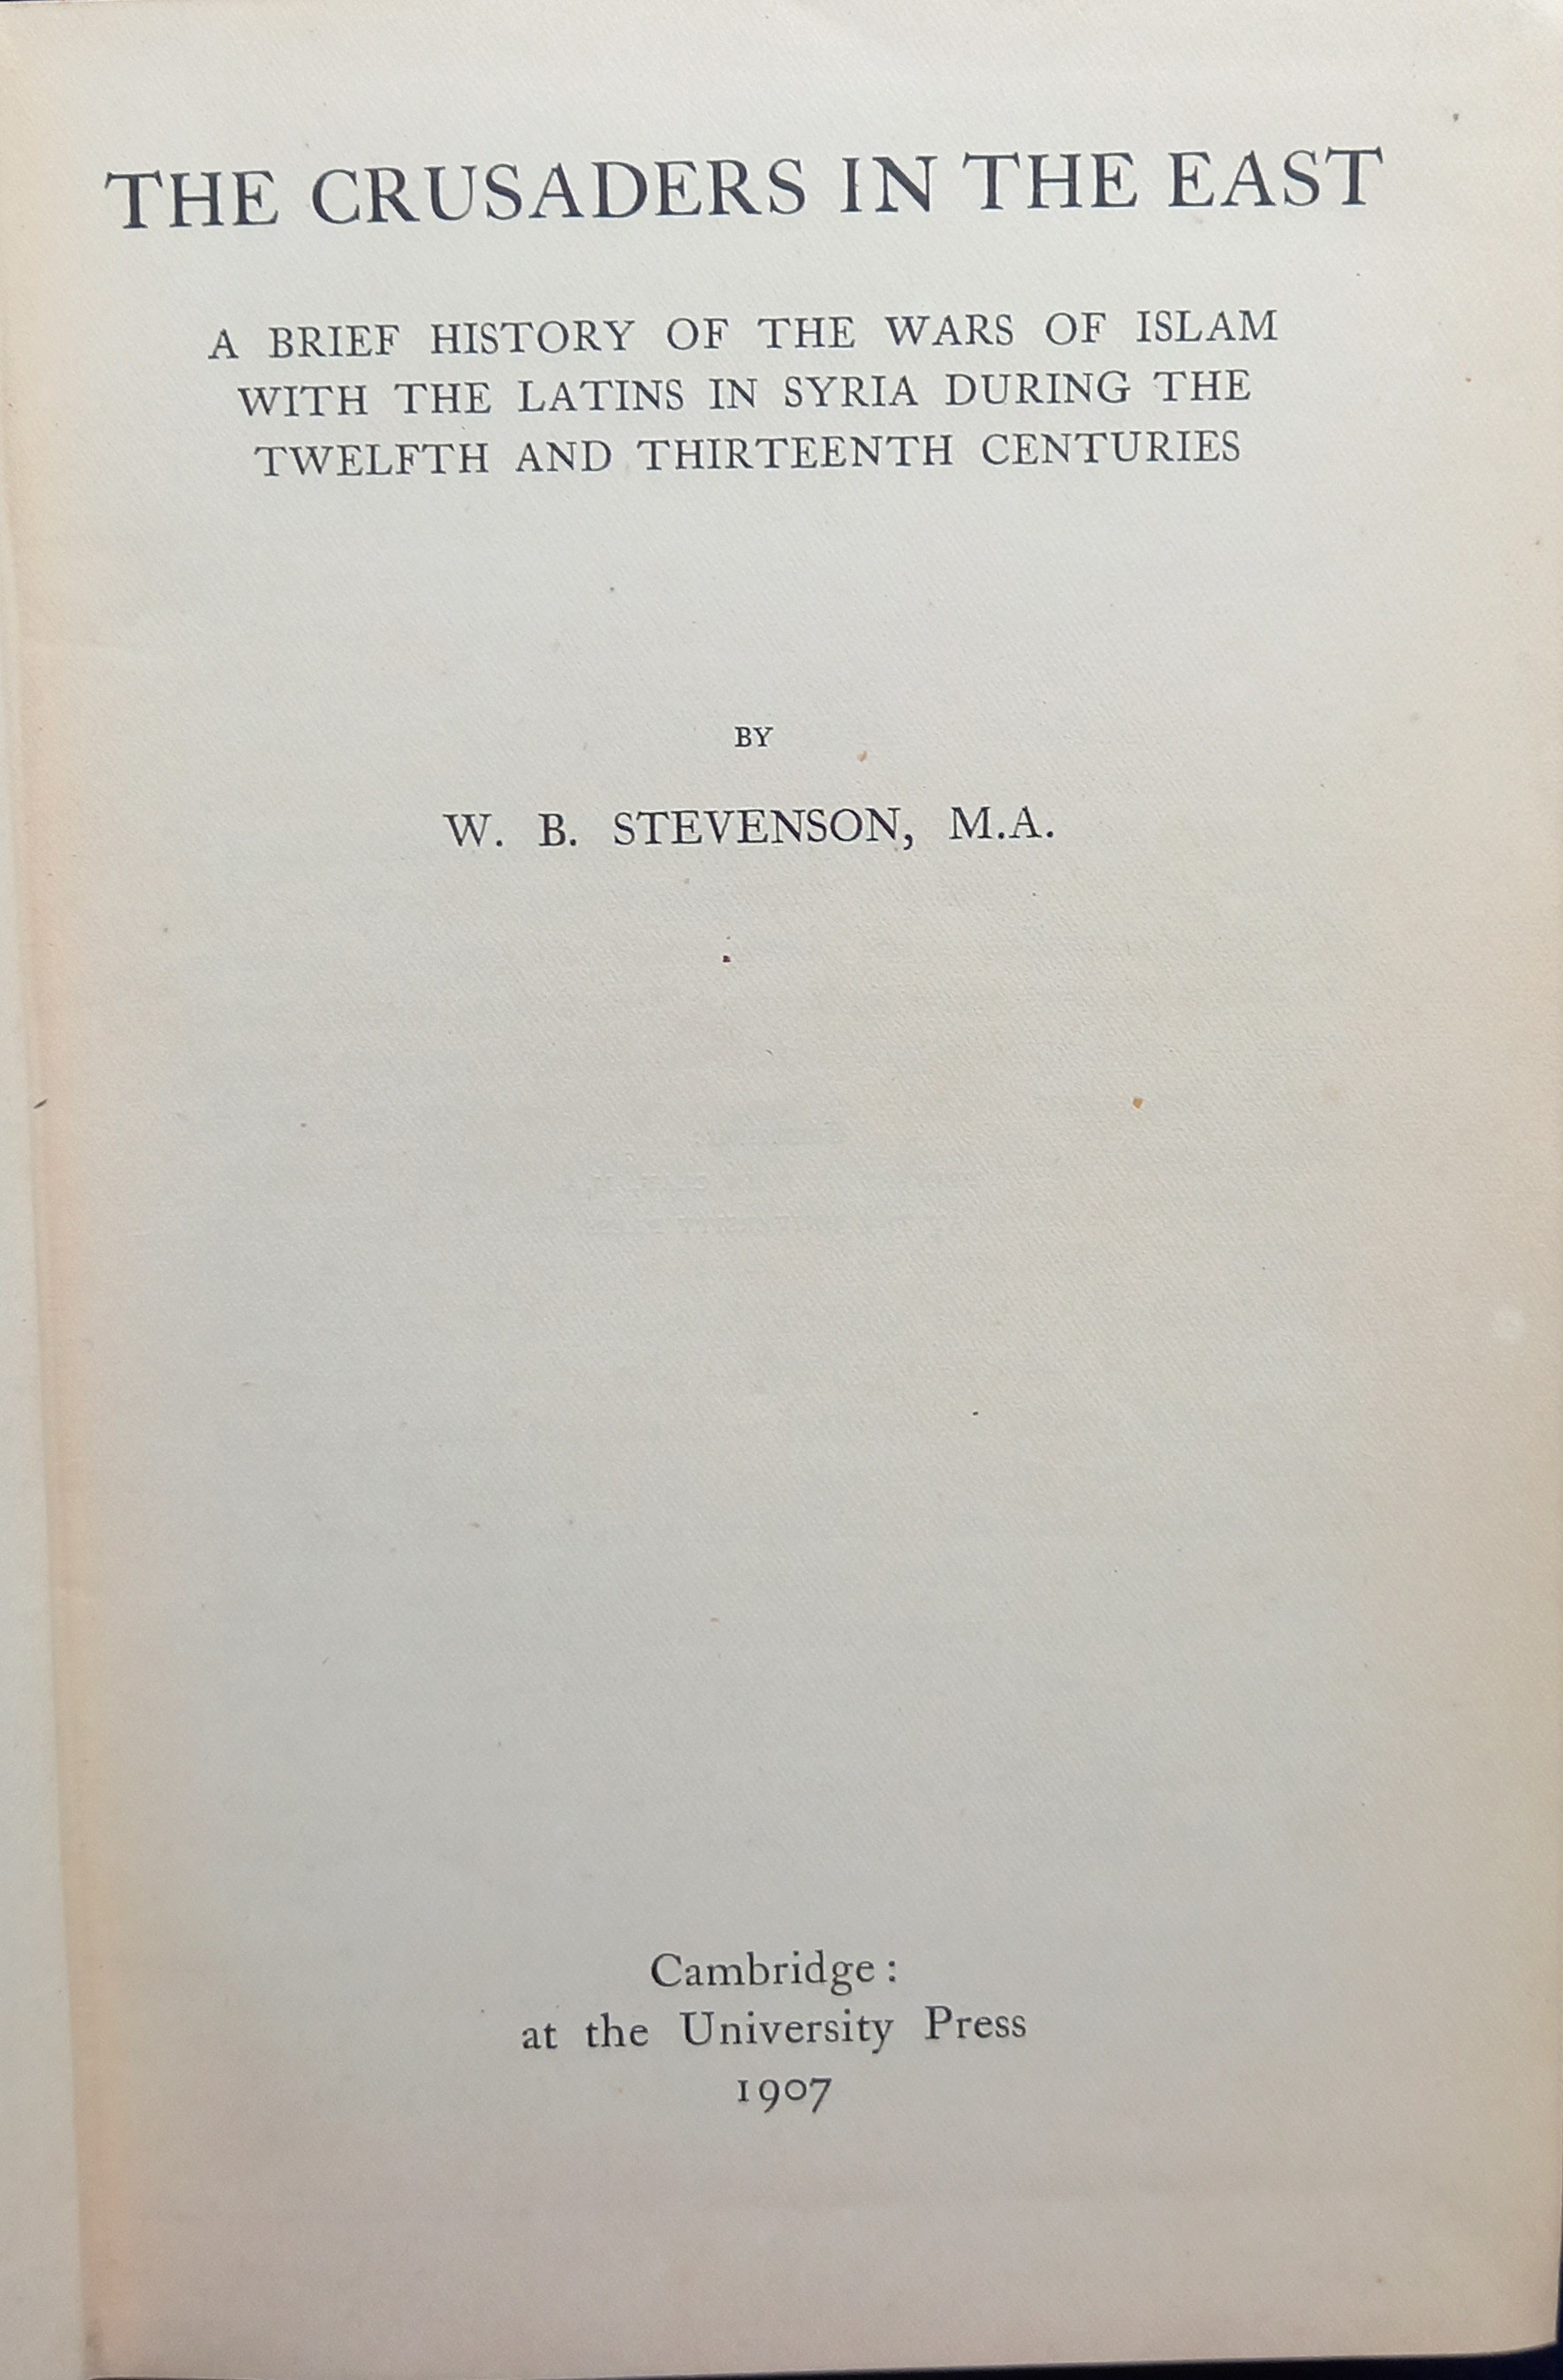 THE CRUSADERS IN THE EAST
A BRIEF HISTORY OF THE WARS OF ISLAM
WITH THE LATINS IN SYRIA DURING THE
TWELFTH AND THIRTEENTH CENTURIES
BY
W. B. STEVENSON, M.A.
Cambridge:
at the University Press
1907